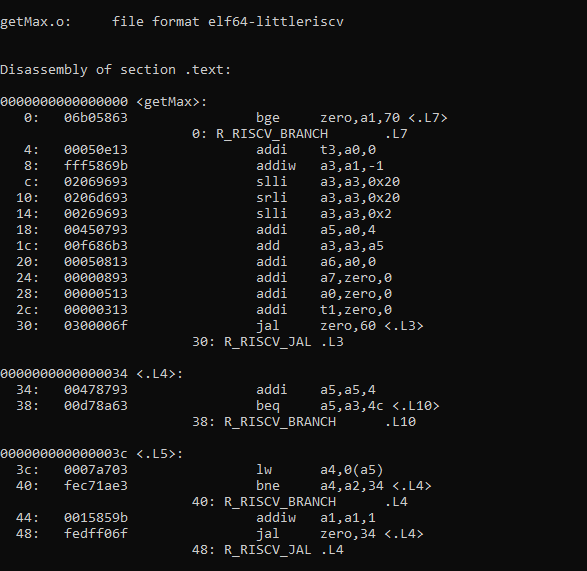 getMax.o:     file format elf64-littleriscv
Disassembly of section .text:
0000000000000000 <getMax>:
0: 06b05863 bge zero,a1,70 <.L7>
0: R_RISCV_BRANCH .L7
4: 00050e13 addi t3,a0,0
8: fff5869b addiw a3,a1,-1
c: 02069693 slli a3,a3,0x20
10: 0206d693 srli a3,a3,0x20
14: 00269693 slli a3,a3,0x2
18: 00450793 addi a5,a0,4
1c: 00f686b3 add a3,a3,a5
20: 00050813 addi a6,a0,0
24: 00000893 addi a7,zero,0
28: 00000513 addi a0,zero,0
2c: 00000313 addi t1,zero,0
30: 0300006f jal zero,60 <.L3>
30: R_RISCV_JAL .L3
0000000000000034 <.L4>:
34: 00478793 addi a5,a5,4
38: 00d78a63 beq a5,a3,4c <.L10>
38: R_RISCV_BRANCH .L10
000000000000003c <.L5>:
3c: 0007a703 lw a4,0(a5)
40: fec71ae3 bne a4,a2,34 <.L4>
40: R_RISCV_BRANCH .L4
44: 0015859b addiw a1,a1,1
48: fedff06f jal zero,34 <.L4>
48: R_RISCV_JAL .L4